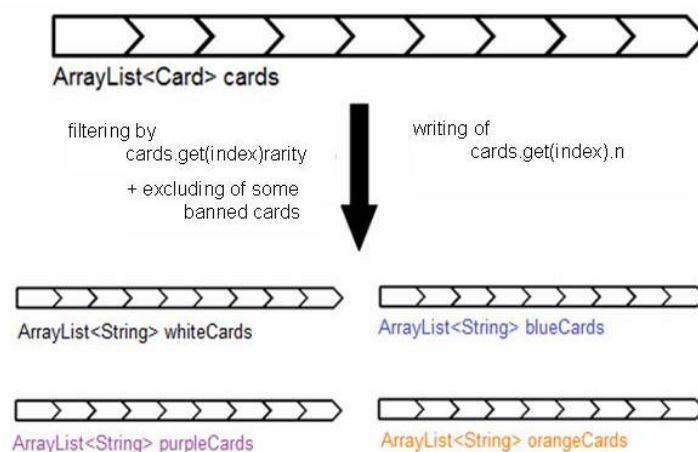 ArrayList<Card> cards
filtering by
cards.get(index)rarity
+ excluding of some
banned cards
writing of
cards.get(index).n
ArrayList<String> whiteCards
ArrayList<String> blueCards
ArrayList<String> purpleCards
ArrayList<String> orangeCards